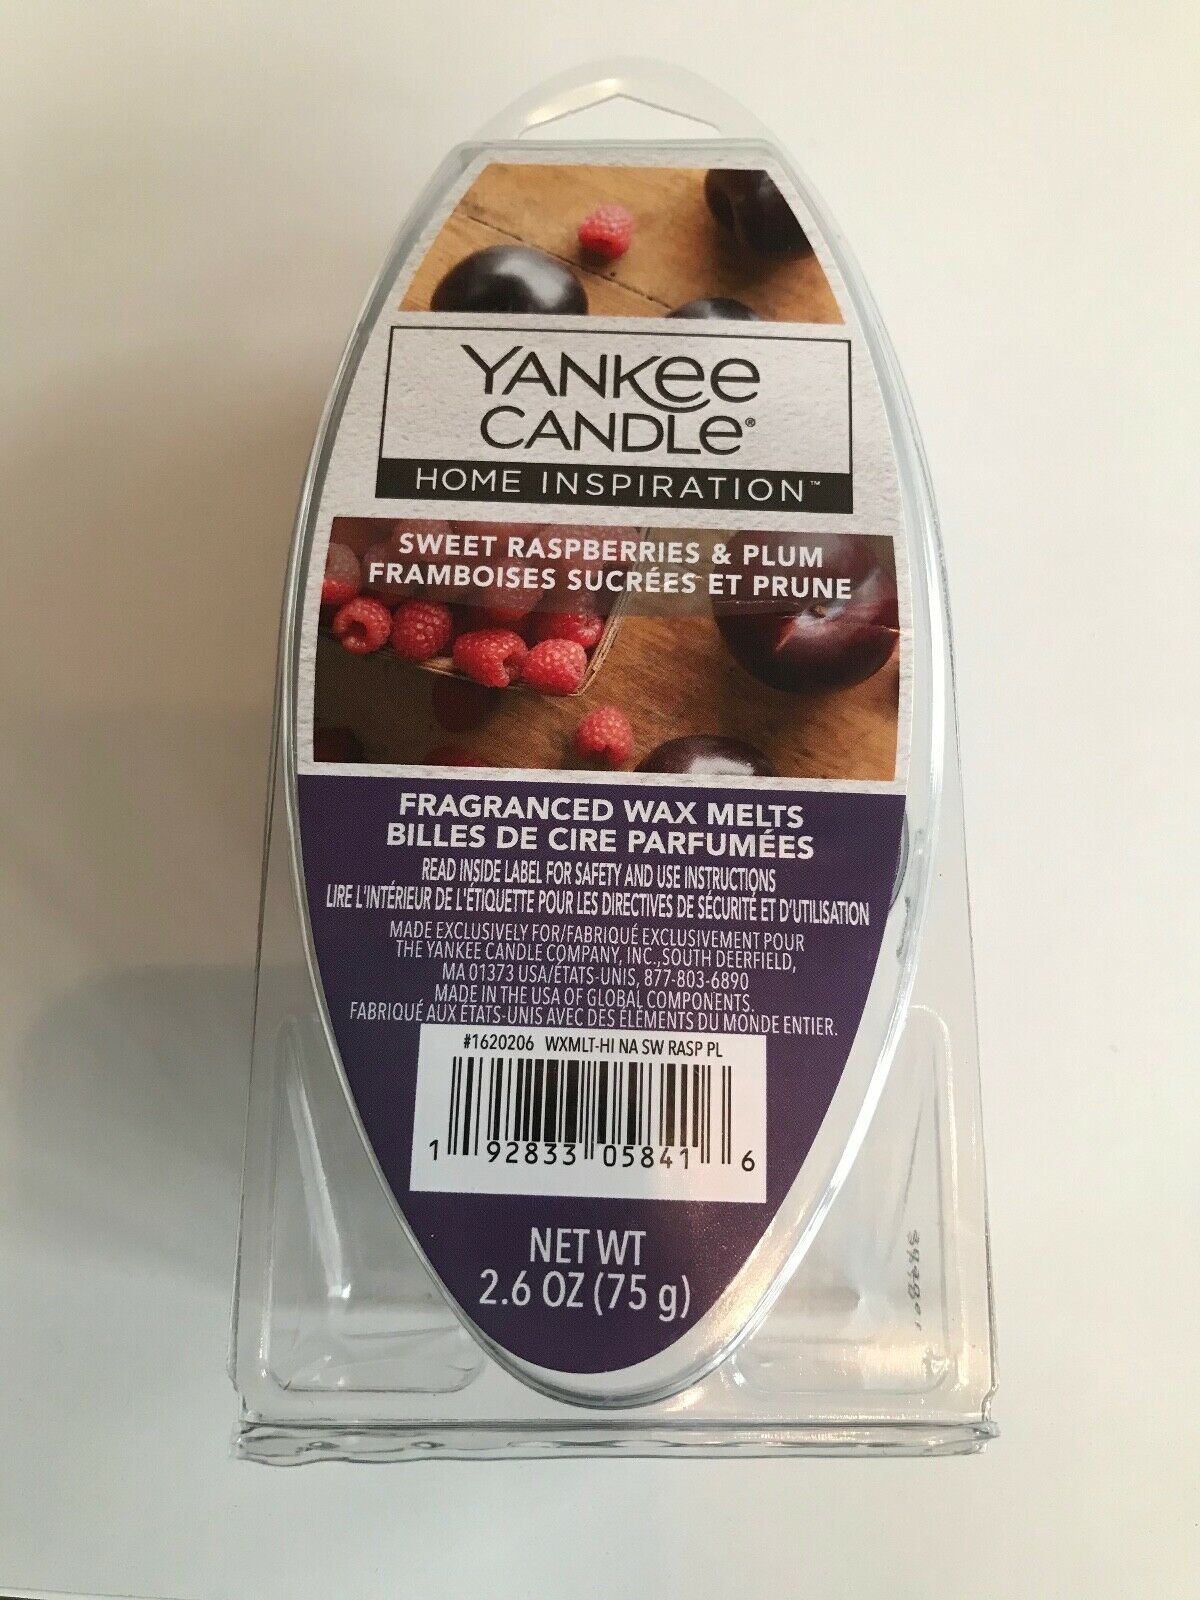 YANKEE
CANDLE®
HOME INSPIRATION™
SWEET RASPBERRIES & PLUM
FRAMBOISES SUCRÉES ET PRUNE
FRAGRANCED WAX MELTS
BILLES DE CIRE PARFUMÉES
READ INSIDE LABEL FOR SAFETY AND USE INSTRUCTIONS
LIRE L'INTÉRIEUR DE L'ÉTIQUETTE POUR LES DIRECTIVES DE SÉCURITÉ ET D'UTILISATION
MADE EXCLUSIVELY FOR/FABRIQUÉ EXCLUSIVEMENT POUR
THE YANKEE CANDLE COMPANY, INC., SOUTH DEERFIELD,
MA 01373 USA/ÉTATS-UNIS, 877-803-6890
MADE IN THE USA OF GLOBAL COMPONENTS.
FABRIQUÉ AUX ÉTATS-UNIS AVEC DES ÉLÉMENTS DU MONDE ENTIER.
#1620206 WXMLT-HI NA SW RASP PL
1 92833 05841 6
NET WT
2.6 OZ (75 g)